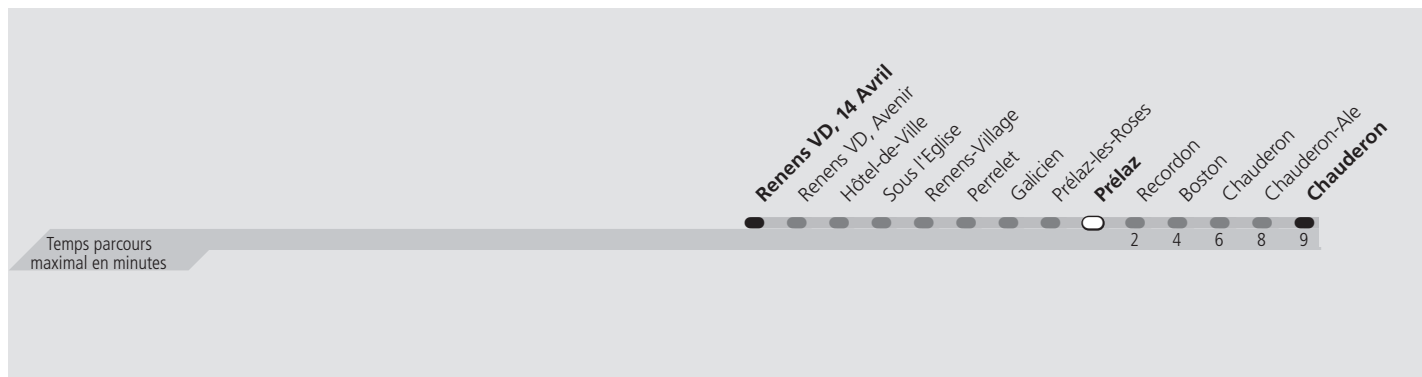 Renens VD, 14 Avril
Renens VD, Avenir
Hôtel-de-Ville
Sous l'Eglise
Renens-Village
Perrelet
Galicien
Prélaz-les-Roses
Prélaz
Recordon
Boston
Chauderon
Chauderon-Ale
Chauderon
Temps parcours
maximal en minutes
2 4 6 8 9